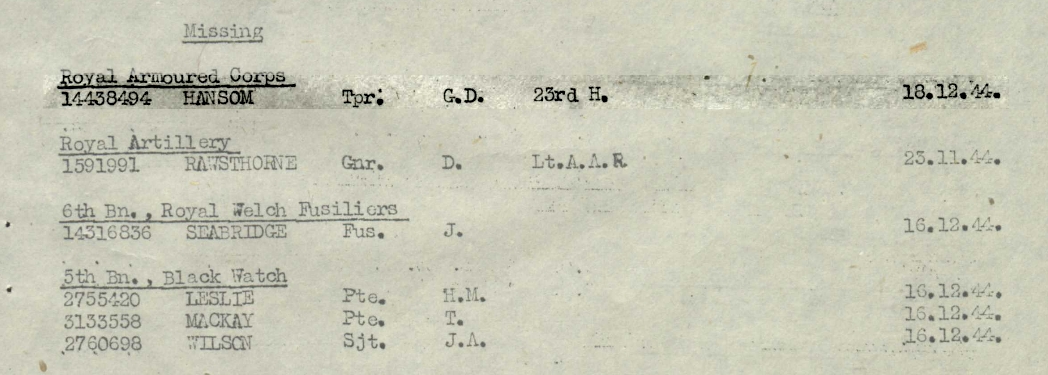 Missing
Royal Armoured Corps
14438494 HANSOM Tpr. G.D. 23rd H. 18.12.44.
Royal Artillery
1591991 RAWSTHORNE Gnr. D. Lt.A.A.R 23.11.44.
6th Bn., Royal Welch Fusiliers
14316836 SEABRIDGE Fus. J. 16.12.44.
5th Bn., Black Watch
2755420 LESLIE Pte. H.M. 16.12.44.
3133558 MACKAY Pte. T. 16.12.44.
2760698 WILSON Sjt. J.A. 16.12.44.